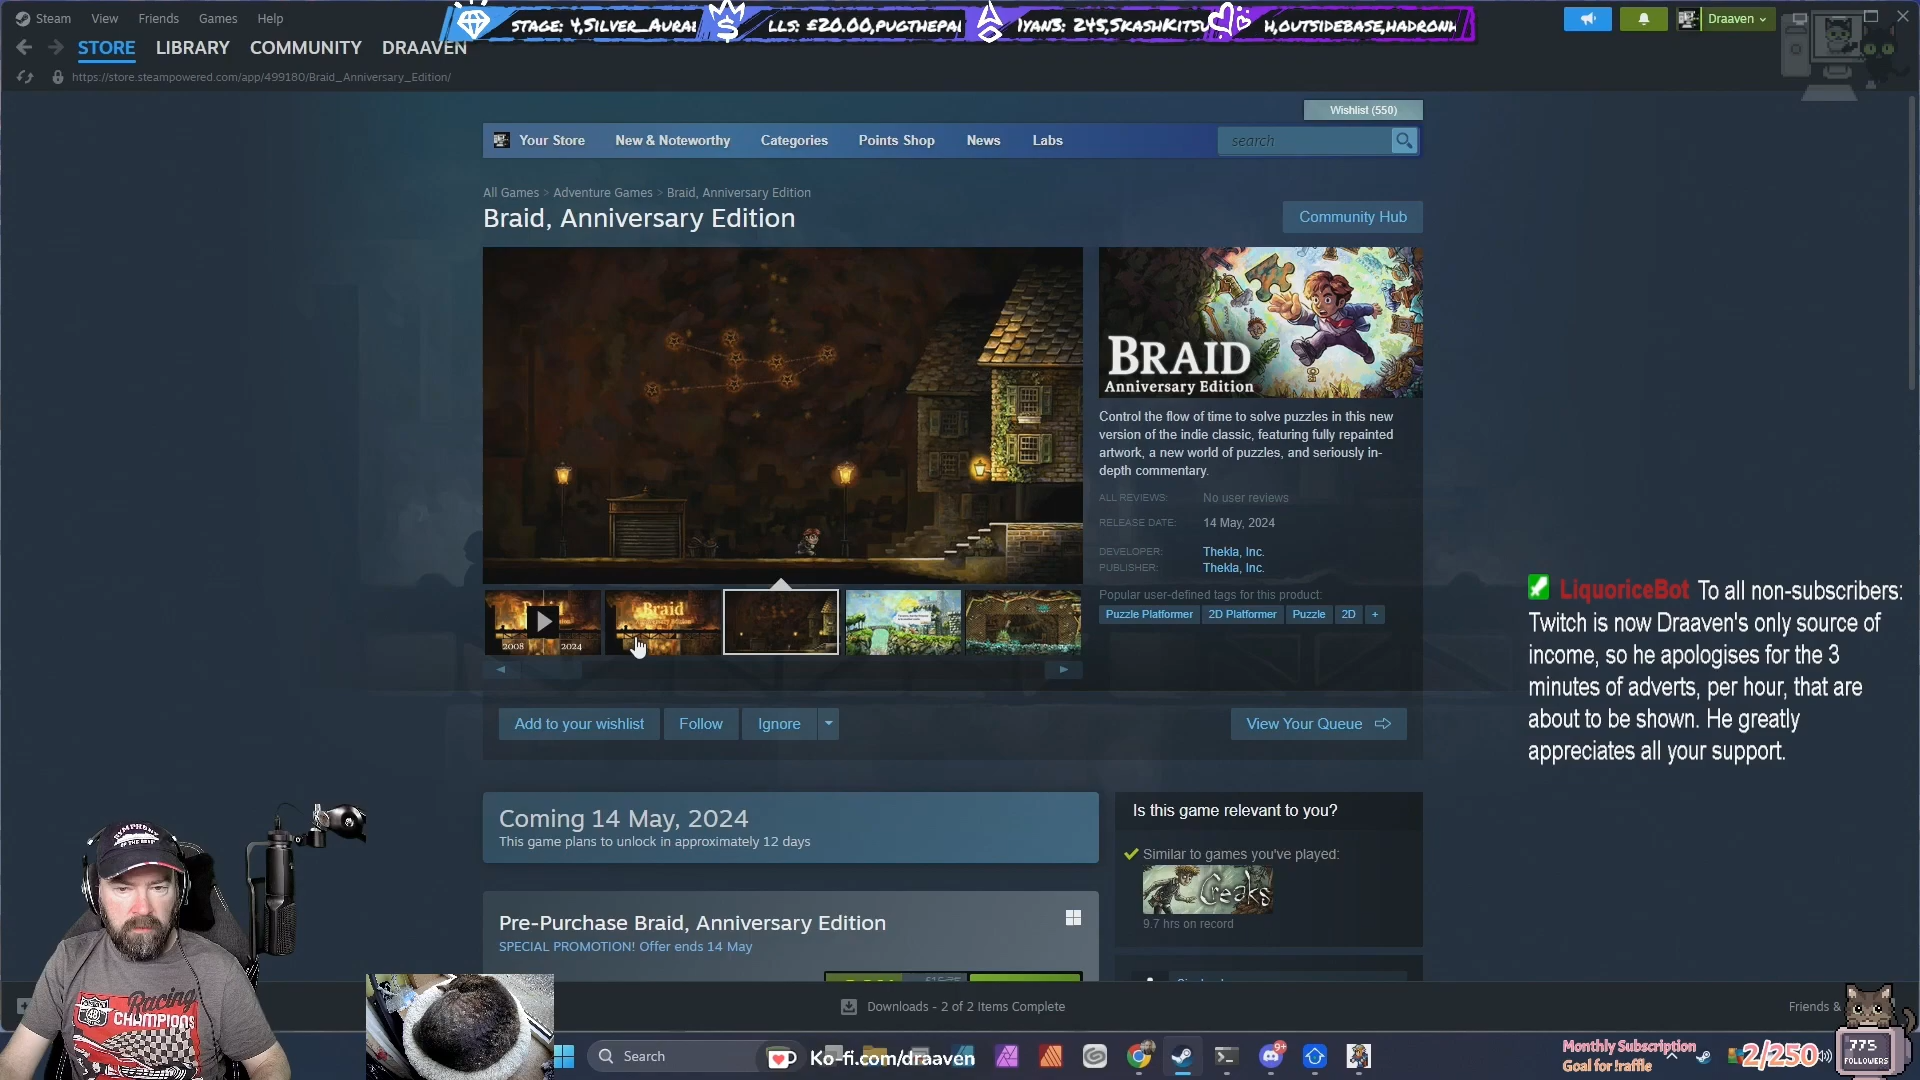 Steam View Friends Games Help
STAGE: 4,SILVER_AURAE
LLS: £20.00,PUGTHEPA
IYAN3: 245,SKASHKITSU
H,OUTSIDEBASE,HADRONH
Draaven
STORE LIBRARY COMMUNITY DRAAVEN
https://store.steampowered.com/app/499180/Braid_Anniversary_Edition/
Wishlist (550)
Your Store New & Noteworthy Categories Points Shop News Labs search
All Games > Adventure Games > Braid, Anniversary Edition
Braid, Anniversary Edition
Community Hub
BRAID
Anniversary Edition
Control the flow of time to solve puzzles in this new
version of the indie classic, featuring fully repainted
artwork, a new world of puzzles, and seriously in-
depth commentary.
ALL REVIEWS: No user reviews
RELEASE DATE: 14 May, 2024
DEVELOPER: Thekla, Inc.
PUBLISHER: Thekla, Inc.
Popular user-defined tags for this product:
Puzzle Platformer 2D Platformer Puzzle 2D +
2008 2024
Braid
Add to your wishlist Follow Ignore
View Your Queue
Coming 14 May, 2024
This game plans to unlock in approximately 12 days
Pre-Purchase Braid, Anniversary Edition
SPECIAL PROMOTION! Offer ends 14 May
Is this game relevant to you?
Similar to games you've played:
Creaks
9.7 hrs on record
LiquoriceBot To all non-subscribers:
Twitch is now Draaven's only source of
income, so he apologises for the 3
minutes of adverts, per hour, that are
about to be shown. He greatly
appreciates all your support.
SYMPHONY
Racing
CHAMPIONS
48
Downloads - 2 of 2 Items Complete
Friends &
Search
Ko-fi.com/draaven
9+
Monthly Subscription
Goal for !raffle
2/250
775
FOLLOWERS